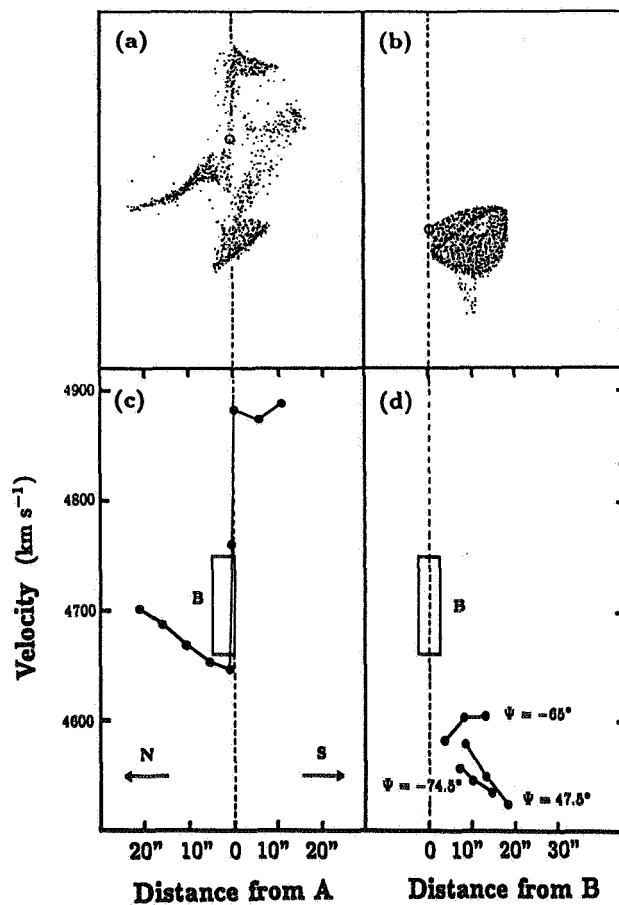 (a)
(b)
(c)
(d)
4900
4800
4700
4600
Velocity (km s⁻¹)
B
B
N
S
Ψ = −65°
Ψ = −74.5°
Ψ = 47.5°
20" 10" 0 10" 20"
0 10" 20" 30"
Distance from A
Distance from B